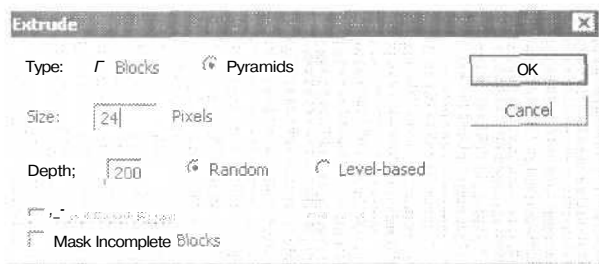 Extrude
Type: Blocks Pyramids OK
Size: 24 Pixels Cancel
Depth; 200 Random Level-based
Mask Incomplete Blocks